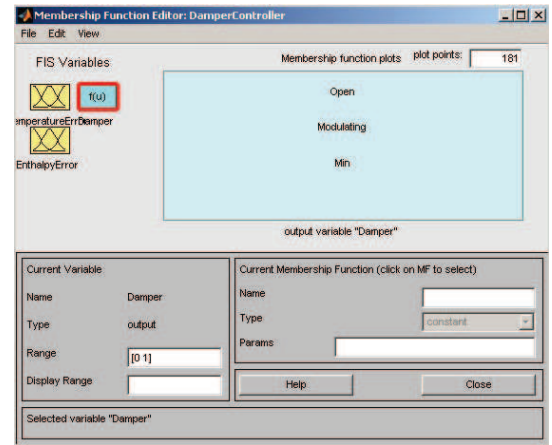 Membership Function Editor: DamperController
File Edit View
FIS Variables
Membership function plots plot points: 181
f(u)
Damper
EnthalpyError
Open
Modulating
Min
output variable "Damper"
Current Variable
Name Damper
Type output
Range [0 1]
Display Range
Current Membership Function (click on MF to select)
Name
Type constant
Params
Help Close
Selected variable "Damper"